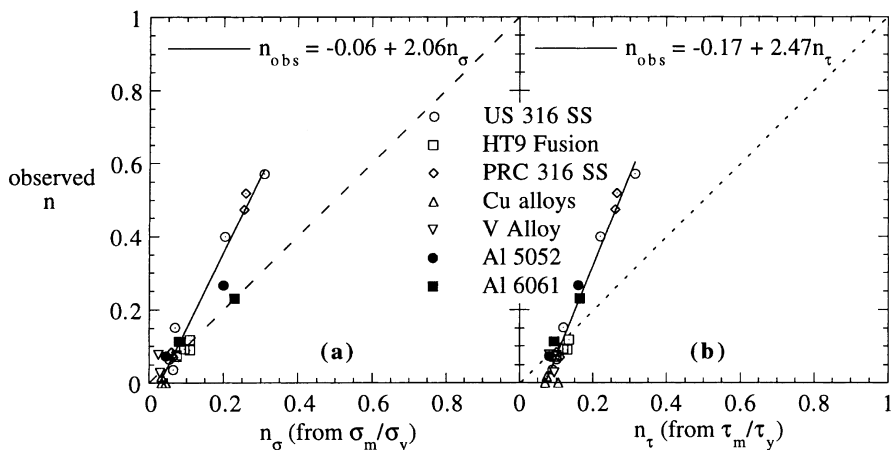 n_obs = -0.06 + 2.06n_σ
n_obs = -0.17 + 2.47n_τ
1
0.8
0.6
0.4
0.2
0
observed
n
US 316 SS
HT9 Fusion
PRC 316 SS
Cu alloys
V Alloy
Al 5052
Al 6061
(a)
(b)
0 0.2 0.4 0.6 0.8 0 0.2 0.4 0.6 0.8 1
n_σ (from σ_m/σ_y)
n_τ (from τ_m/τ_y)